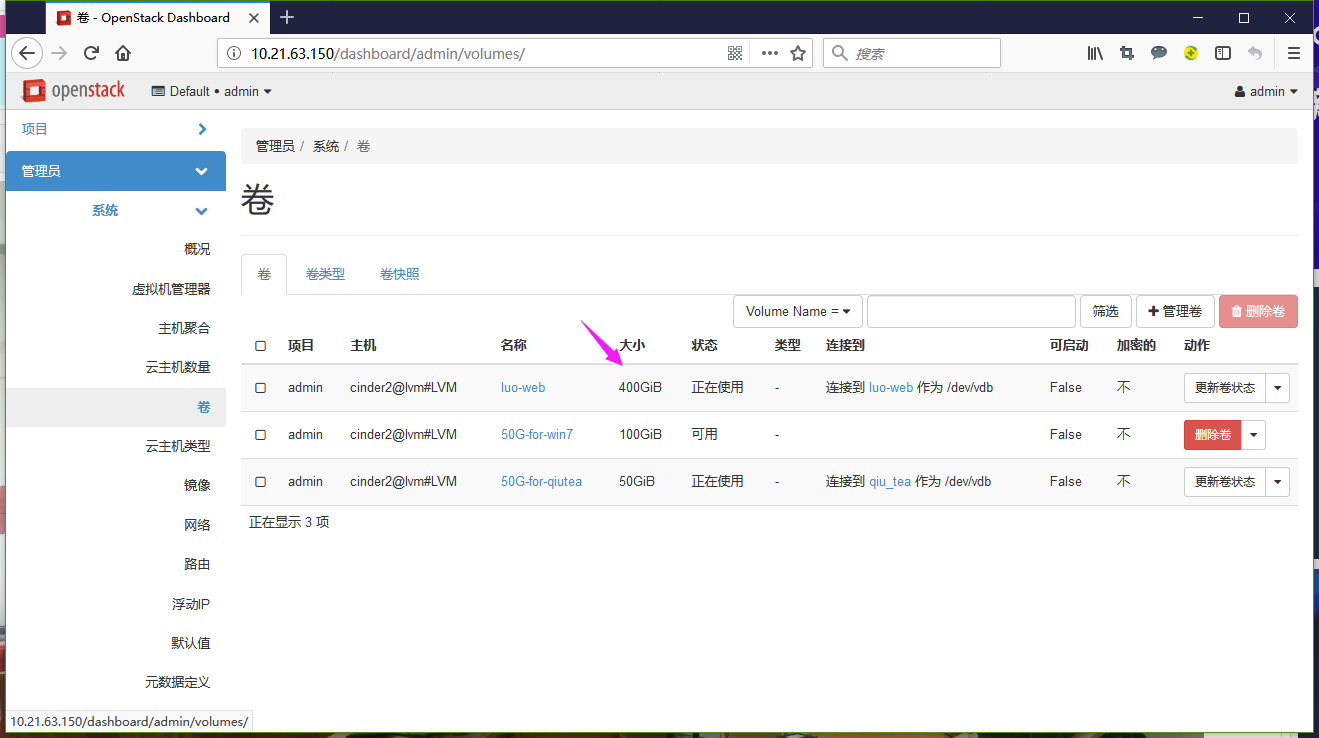 卷 - OpenStack Dashboard
10.21.63.150/dashboard/admin/volumes/
搜索
openstack
Default • admin
admin
项目
管理员
系统
概况
虚拟机管理器
主机聚合
云主机数量
卷
云主机类型
镜像
网络
路由
浮动IP
默认值
元数据定义
管理员 / 系统 / 卷
卷
卷 卷类型 卷快照
Volume Name = 筛选 管理卷 删除卷
项目 主机 名称 大小 状态 类型 连接到 可启动 加密的 动作
admin cinder2@lvm#LVM luo-web 400GiB 正在使用 - 连接到 luo-web 作为 /dev/vdb False 不 更新卷状态
admin cinder2@lvm#LVM 50G-for-win7 100GiB 可用 - False 不 删除卷
admin cinder2@lvm#LVM 50G-for-qiutea 50GiB 正在使用 - 连接到 qiu_tea 作为 /dev/vdb False 不 更新卷状态
正在显示 3 项
10.21.63.150/dashboard/admin/volumes/